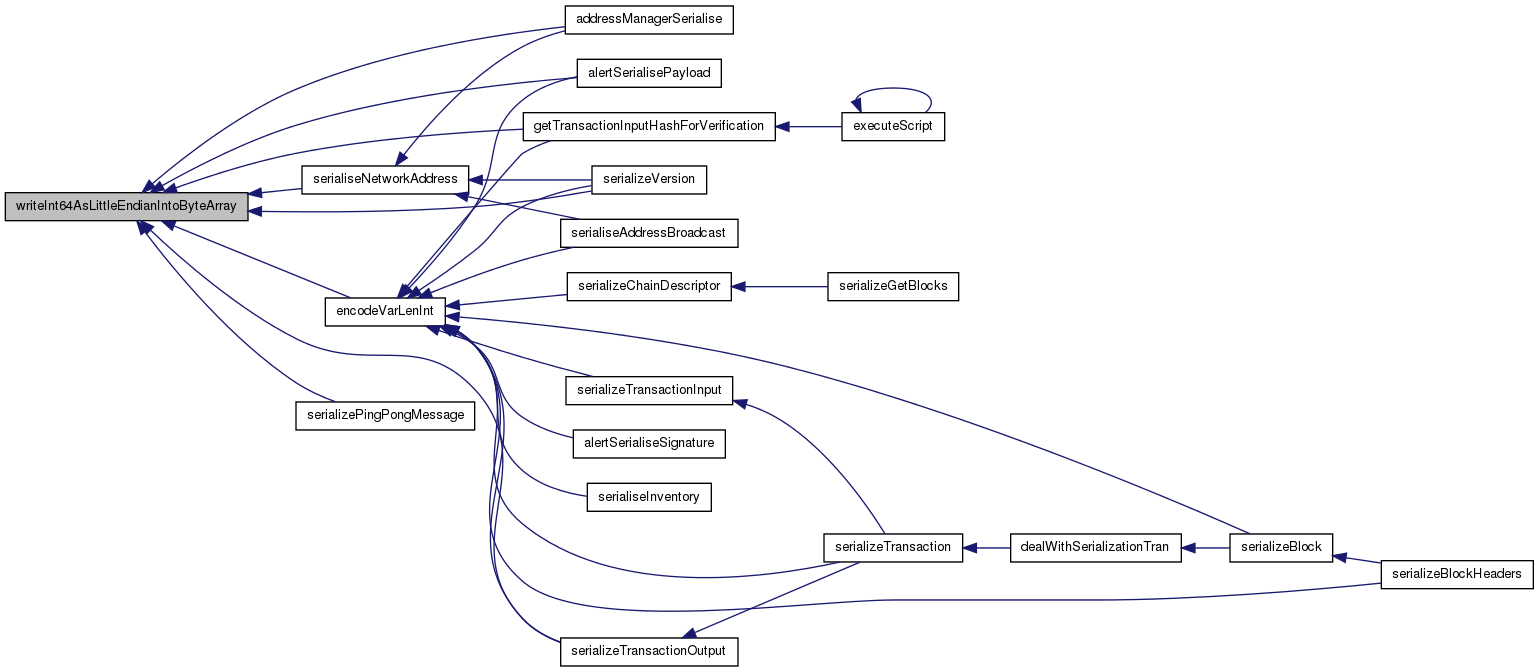 addressManagerSerialise
alertSerialisePayload
getTransactionInputHashForVerification
executeScript
serialiseNetworkAddress
serializeVersion
writeInt64AsLittleEndianIntoByteArray
serialiseAddressBroadcast
serializeChainDescriptor
serializeGetBlocks
encodeVarLenInt
serializeTransactionInput
serializePingPongMessage
alertSerialiseSignature
serialiseInventory
serializeTransaction
dealWithSerializationTran
serializeBlock
serializeBlockHeaders
serializeTransactionOutput